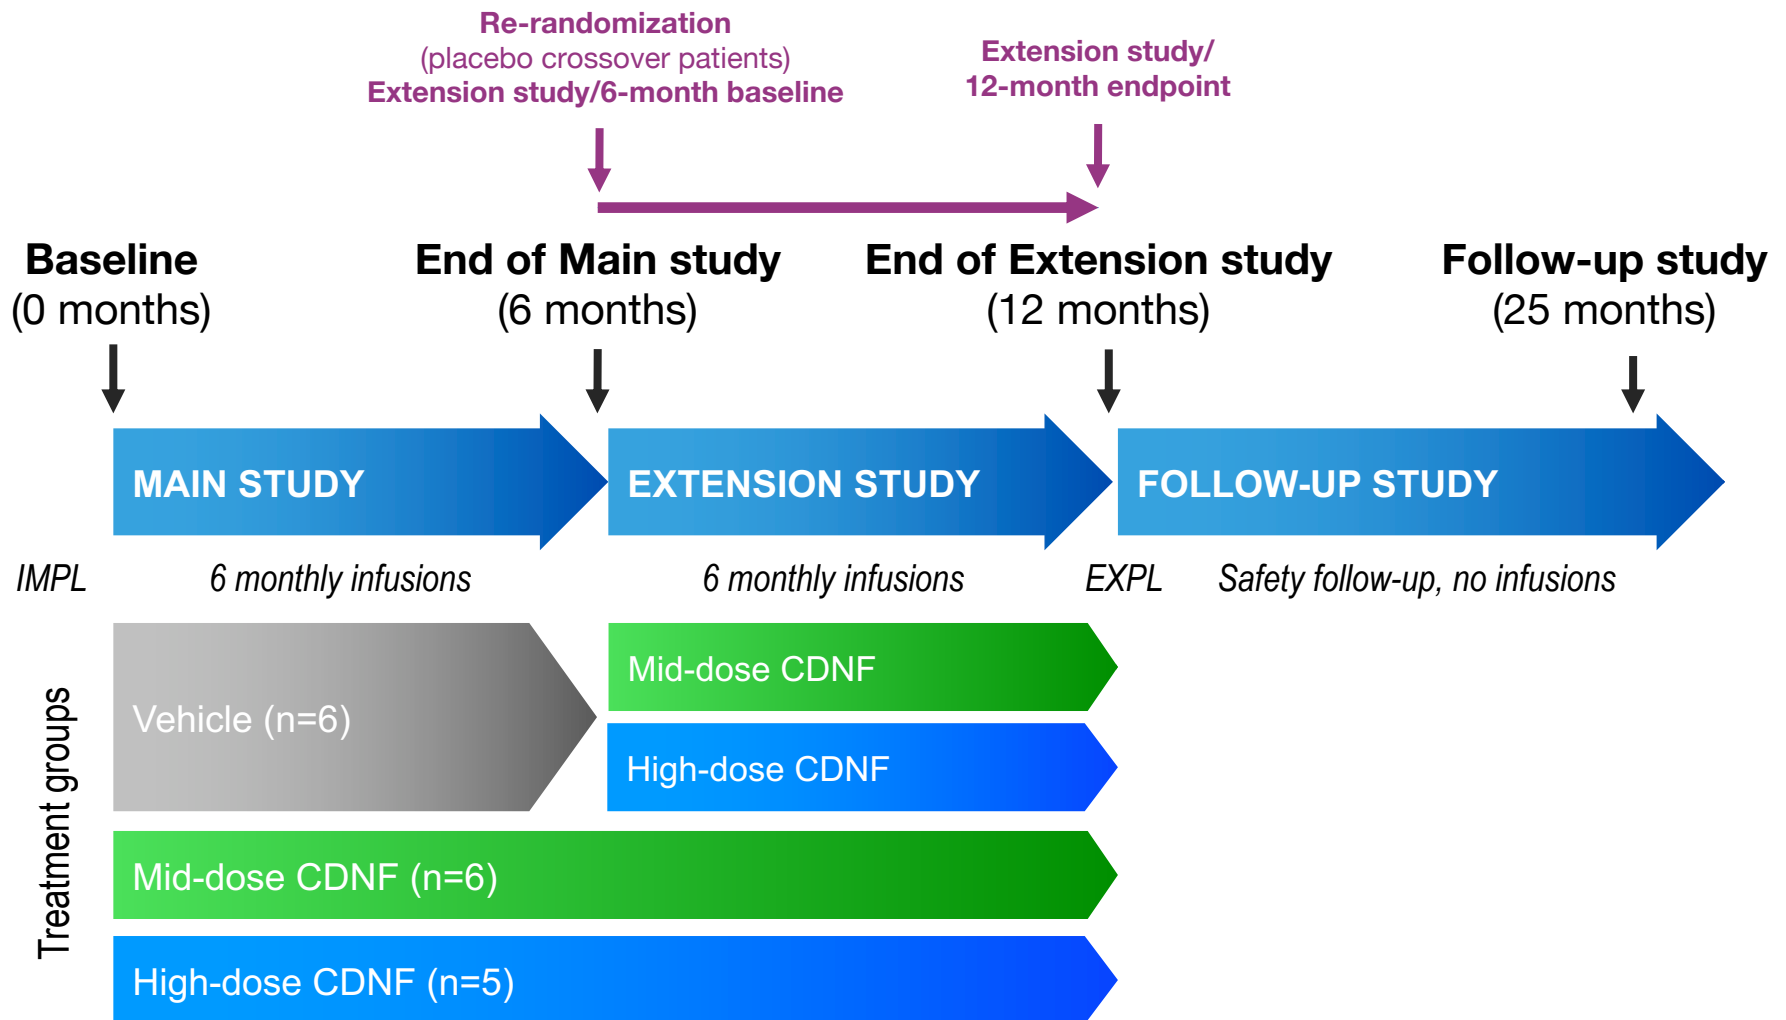 Re-randomization
(placebo crossover patients)
Extension study/6-month baseline
Extension study/
12-month endpoint
Baseline
(0 months)
End of Main study
(6 months)
End of Extension study
(12 months)
Follow-up study
(25 months)
MAIN STUDY
EXTENSION STUDY
FOLLOW-UP STUDY
IMPL
6 monthly infusions
6 monthly infusions
EXPL
Safety follow-up, no infusions
Treatment groups
Vehicle (n=6)
Mid-dose CDNF
High-dose CDNF
Mid-dose CDNF (n=6)
High-dose CDNF (n=5)